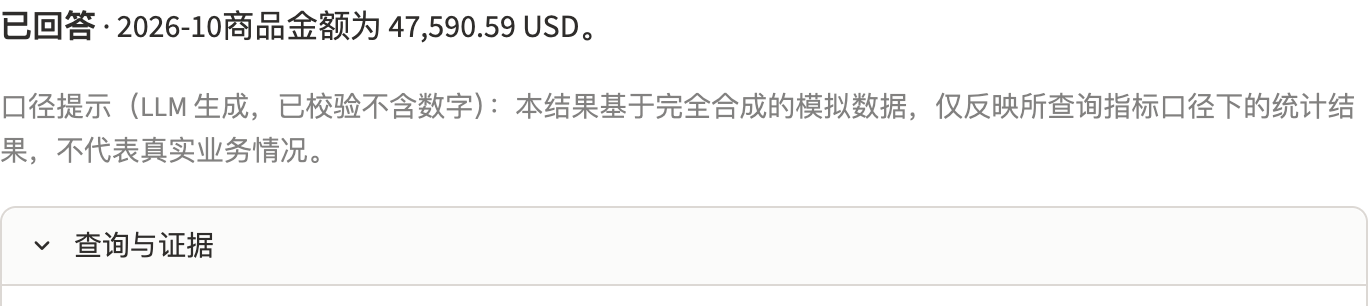 已回答 · 2026-10商品金额为 47,590.59 USD。
口径提示（LLM 生成，已校验不含数字）：本结果基于完全合成的模拟数据，仅反映所查询指标口径下的统计结
果，不代表真实业务情况。
查询与证据